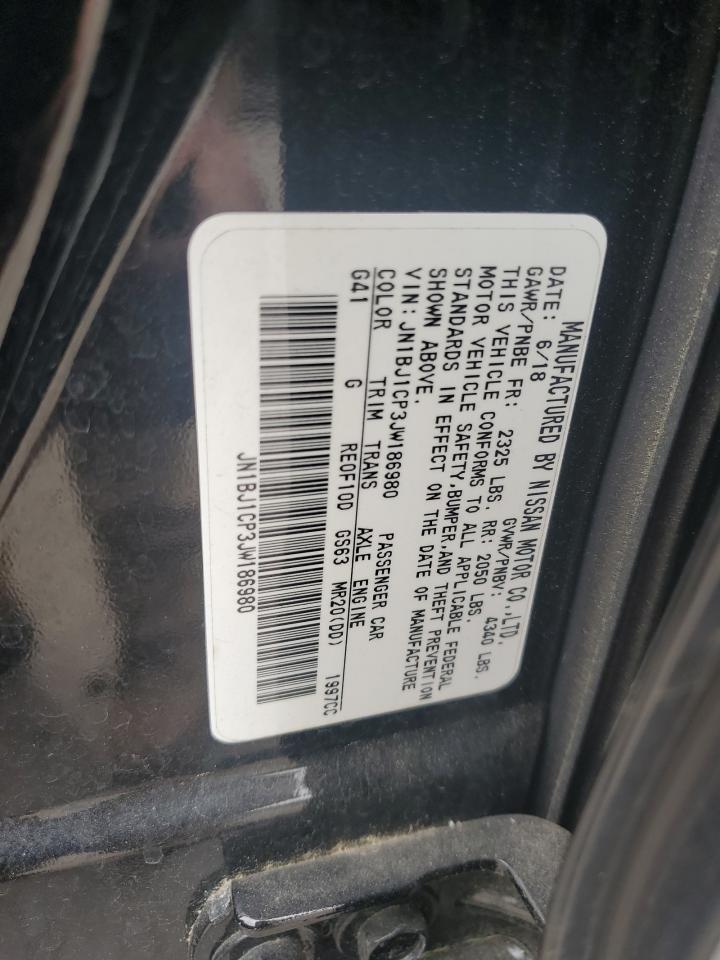 MANUFACTURED BY NISSAN MOTOR CO.,LTD.
DATE: 6/18 GVWR/PNBV: 4340 LBS.
GAWR/PNBE FR: 2325 LBS. RR: 2050 LBS.
THIS VEHICLE CONFORMS TO ALL APPLICABLE FEDERAL
MOTOR VEHICLE SAFETY,BUMPER,AND THEFT PREVENTION
STANDARDS IN EFFECT ON THE DATE OF MANUFACTURE
SHOWN ABOVE.
VIN: JN1BJ1CP3JW186980 PASSENGER CAR
COLOR TRIM TRANS AXLE ENGINE
G41 G RE0F10D GS63 MR20(DD) 1997CC
JN1BJ1CP3JW186980